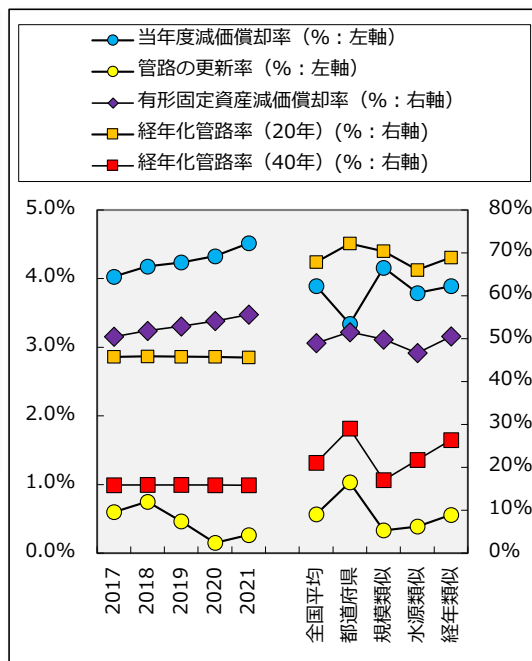 当年度減価償却率（%：左軸）
管路の更新率（%：左軸）
有形固定資産減価償却率（%：右軸）
経年化管路率（20年）(%：右軸)
経年化管路率（40年）(%：右軸)
5.0%
4.0%
3.0%
2.0%
1.0%
0.0%
80%
70%
60%
50%
40%
30%
20%
10%
0%
2017
2018
2019
2020
2021
全国平均
都道府県
規模類似
水源類似
経年類似